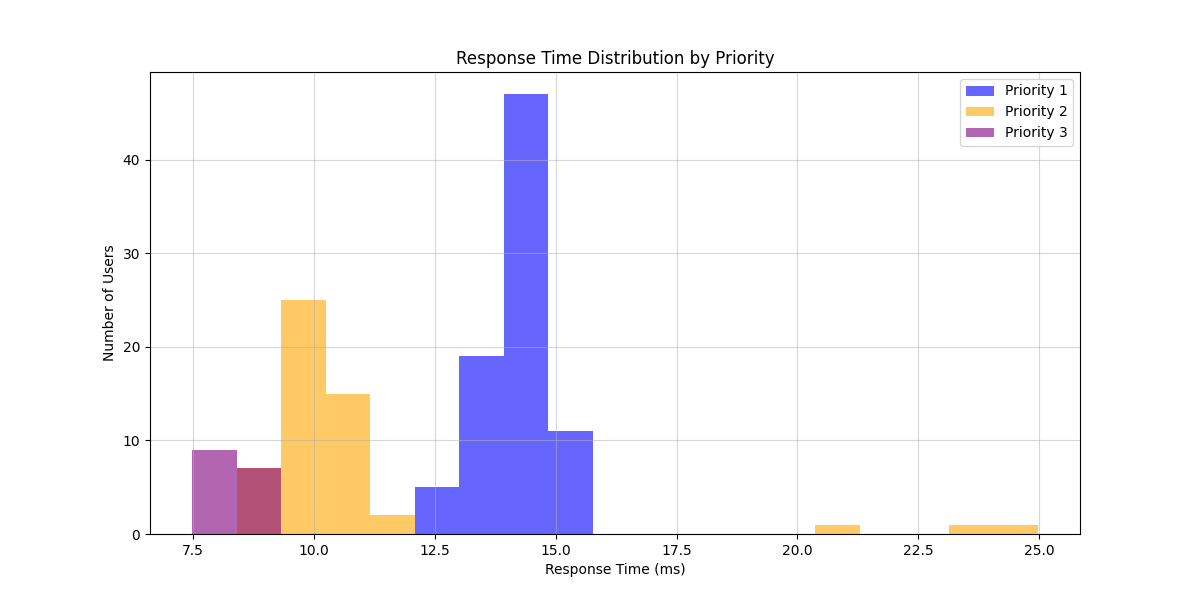 Response Time Distribution by Priority
Priority 1
Priority 2
Priority 3
Number of Users
40
30
20
10
0
7.5 10.0 12.5 15.0 17.5 20.0 22.5 25.0
Response Time (ms)